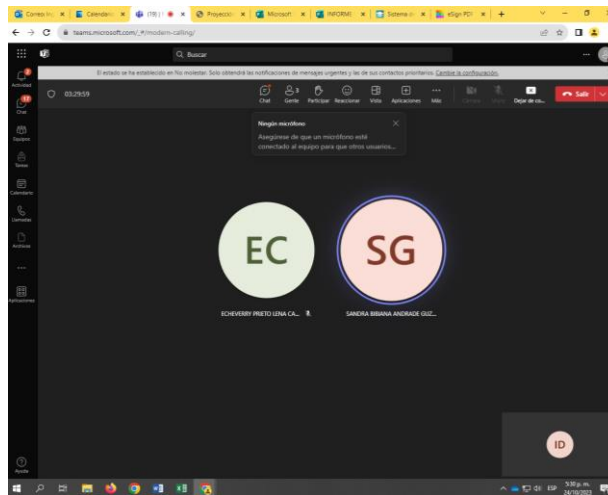 Correo In
Calendario
(19) |
Proyecci
Microsoft
INFORME
Sistema d
eSign PDF
teams.microsoft.com/_#/modern-calling/
Buscar
El estado se ha establecido en No molestar. Solo obtendrá las notificaciones de mensajes urgentes y las de sus contactos prioritarios. Cambie la configuración.
Actividad
Chat
Equipos
Tareas
Calendario
Llamadas
Archivos
Aplicaciones
Ayuda
03:29:59
Chat
3
Gente
Participar
Reaccionar
Vista
Aplicaciones
Más
Cámara
Dejar de co...
Salir
Ningún micrófono
Asegúrese de que un micrófono esté
conectado al equipo para que otros usuarios...
EC
SG
ECHEVERRY PRIETO LENA CA...
SANDRA BIBIANA ANDRADE GUZ...
ID
ESP
5:30 p. m.
24/10/2023